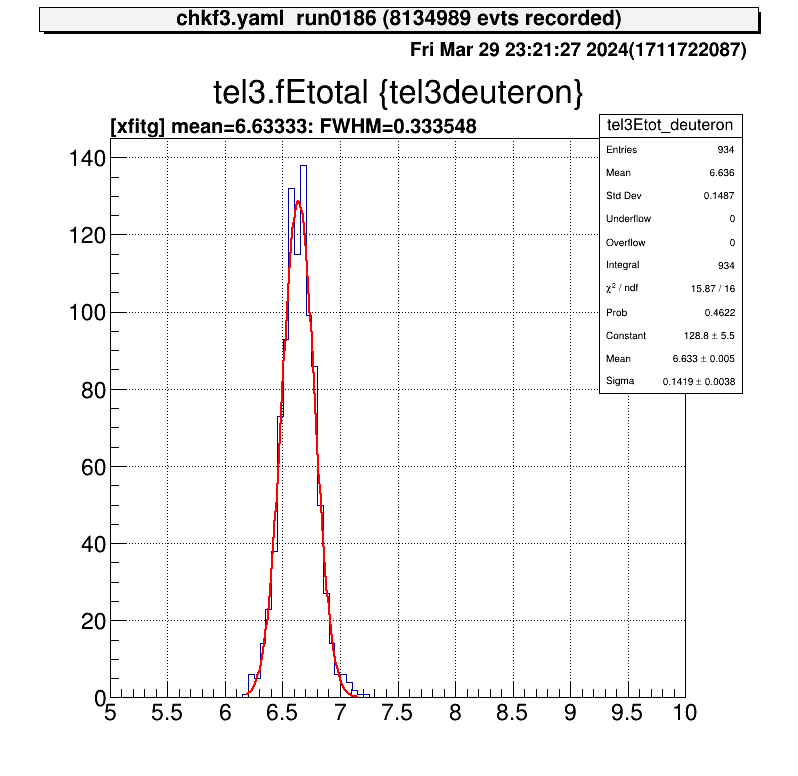 chkf3.yaml  run0186 (8134989 evts recorded)
Fri Mar 29 23:21:27 2024(1711722087)
tel3.fEtotal {tel3deuteron}
[xfitg] mean=6.63333: FWHM=0.333548
tel3Etot_deuteron
Entries 934
Mean 6.636
Std Dev 0.1487
Underflow 0
Overflow 0
Integral 934
χ² / ndf 15.87 / 16
Prob 0.4622
Constant 128.8 ± 5.5
Mean 6.633 ± 0.005
Sigma 0.1419 ± 0.0038
140
120
100
80
60
40
20
0
5 5.5 6 6.5 7 7.5 8 8.5 9 9.5 10